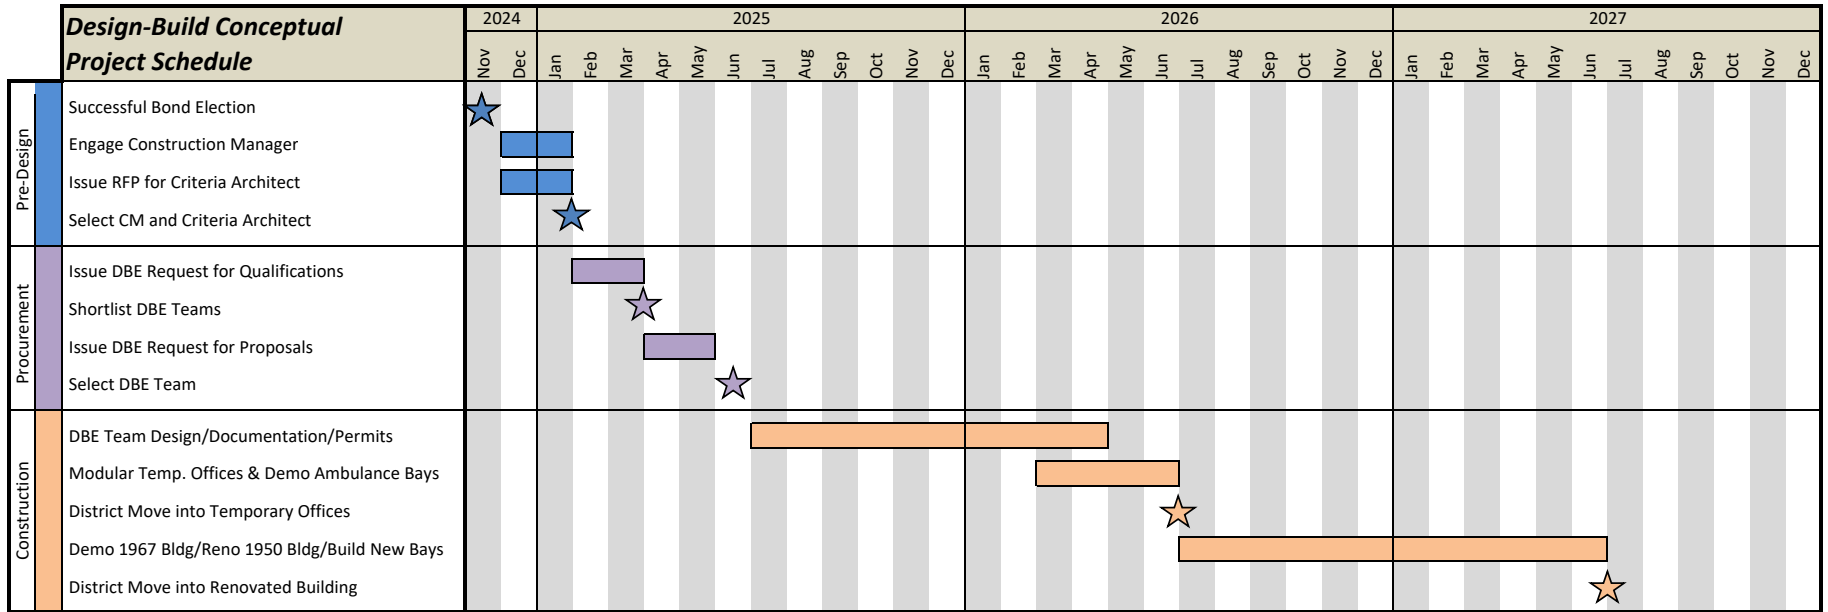 Design-Build Conceptual
Project Schedule
2024 2025 2026 2027
Nov Dec Jan Feb Mar Apr May Jun Jul Aug Sep Oct Nov Dec Jan Feb Mar Apr May Jun Jul Aug Sep Oct Nov Dec Jan Feb Mar Apr May Jun Jul Aug Sep Oct Nov Dec
Pre-Design
Successful Bond Election
Engage Construction Manager
Issue RFP for Criteria Architect
Select CM and Criteria Architect
Procurement
Issue DBE Request for Qualifications
Shortlist DBE Teams
Issue DBE Request for Proposals
Select DBE Team
Construction
DBE Team Design/Documentation/Permits
Modular Temp. Offices & Demo Ambulance Bays
District Move into Temporary Offices
Demo 1967 Bldg/Reno 1950 Bldg/Build New Bays
District Move into Renovated Building